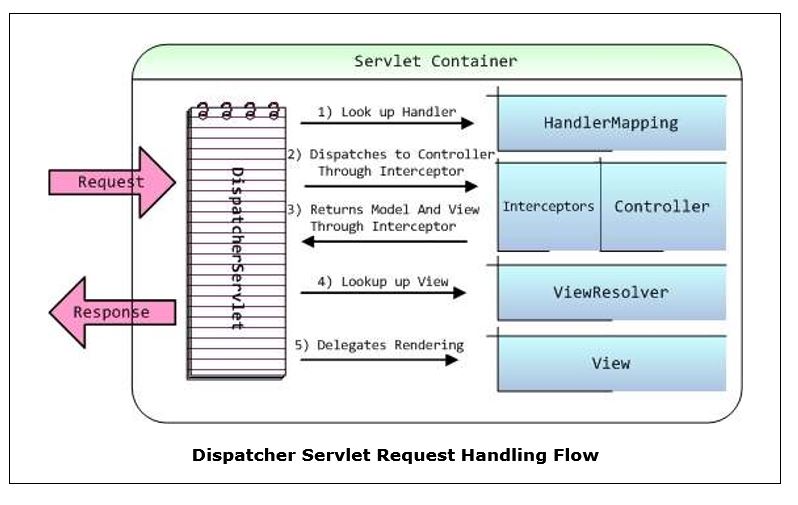 Servlet Container
1) Look up Handler
HandlerMapping
2) Dispatches to Controller
Through Interceptor
Request
DispatcherServlet
Interceptors
Controller
3) Returns Model And View
Through Interceptor
4) Lookup up View
ViewResolver
Response
5) Delegates Rendering
View
Dispatcher Servlet Request Handling Flow